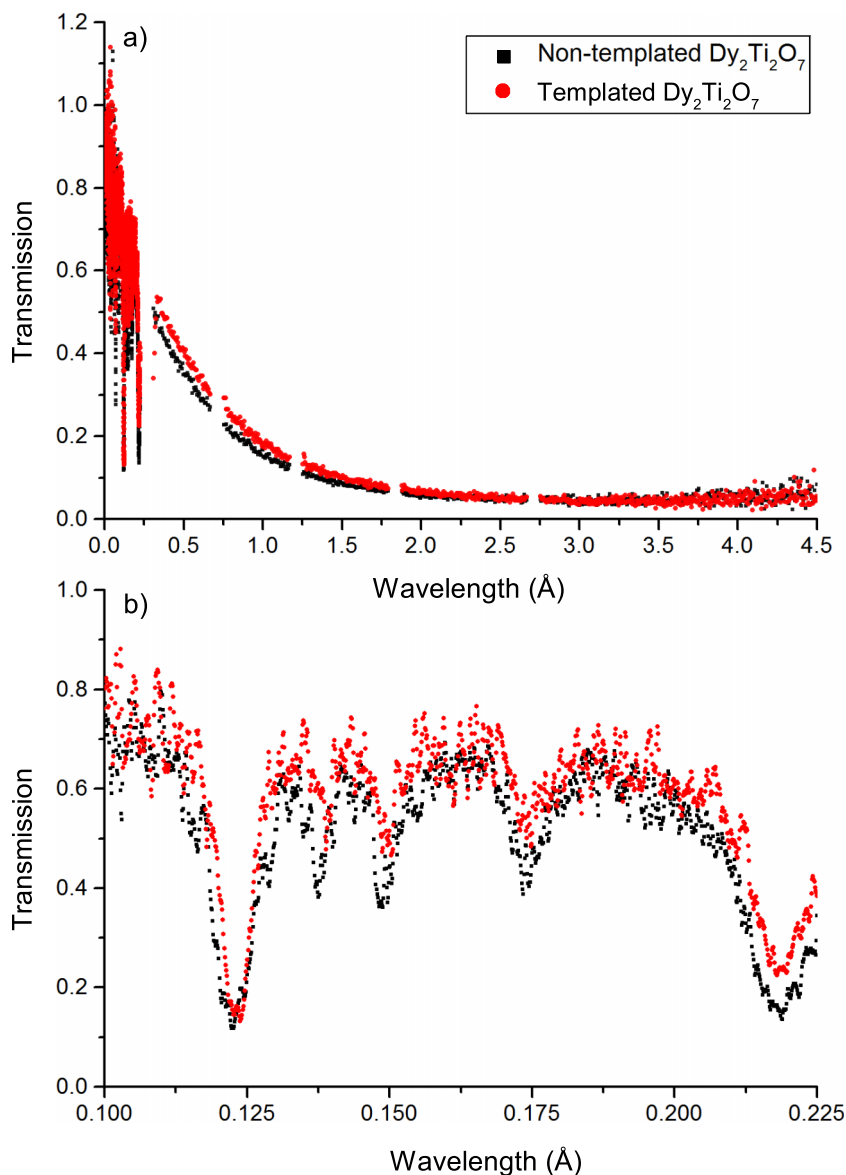 a)
Non-templated Dy₂Ti₂O₇
Templated Dy₂Ti₂O₇
1.2
1.0
0.8
0.6
0.4
0.2
0.0
Transmission
0.0 0.5 1.0 1.5 2.0 2.5 3.0 3.5 4.0 4.5
Wavelength (Å)
b)
1.0
0.8
0.6
0.4
0.2
0.0
Transmission
0.100 0.125 0.150 0.175 0.200 0.225
Wavelength (Å)